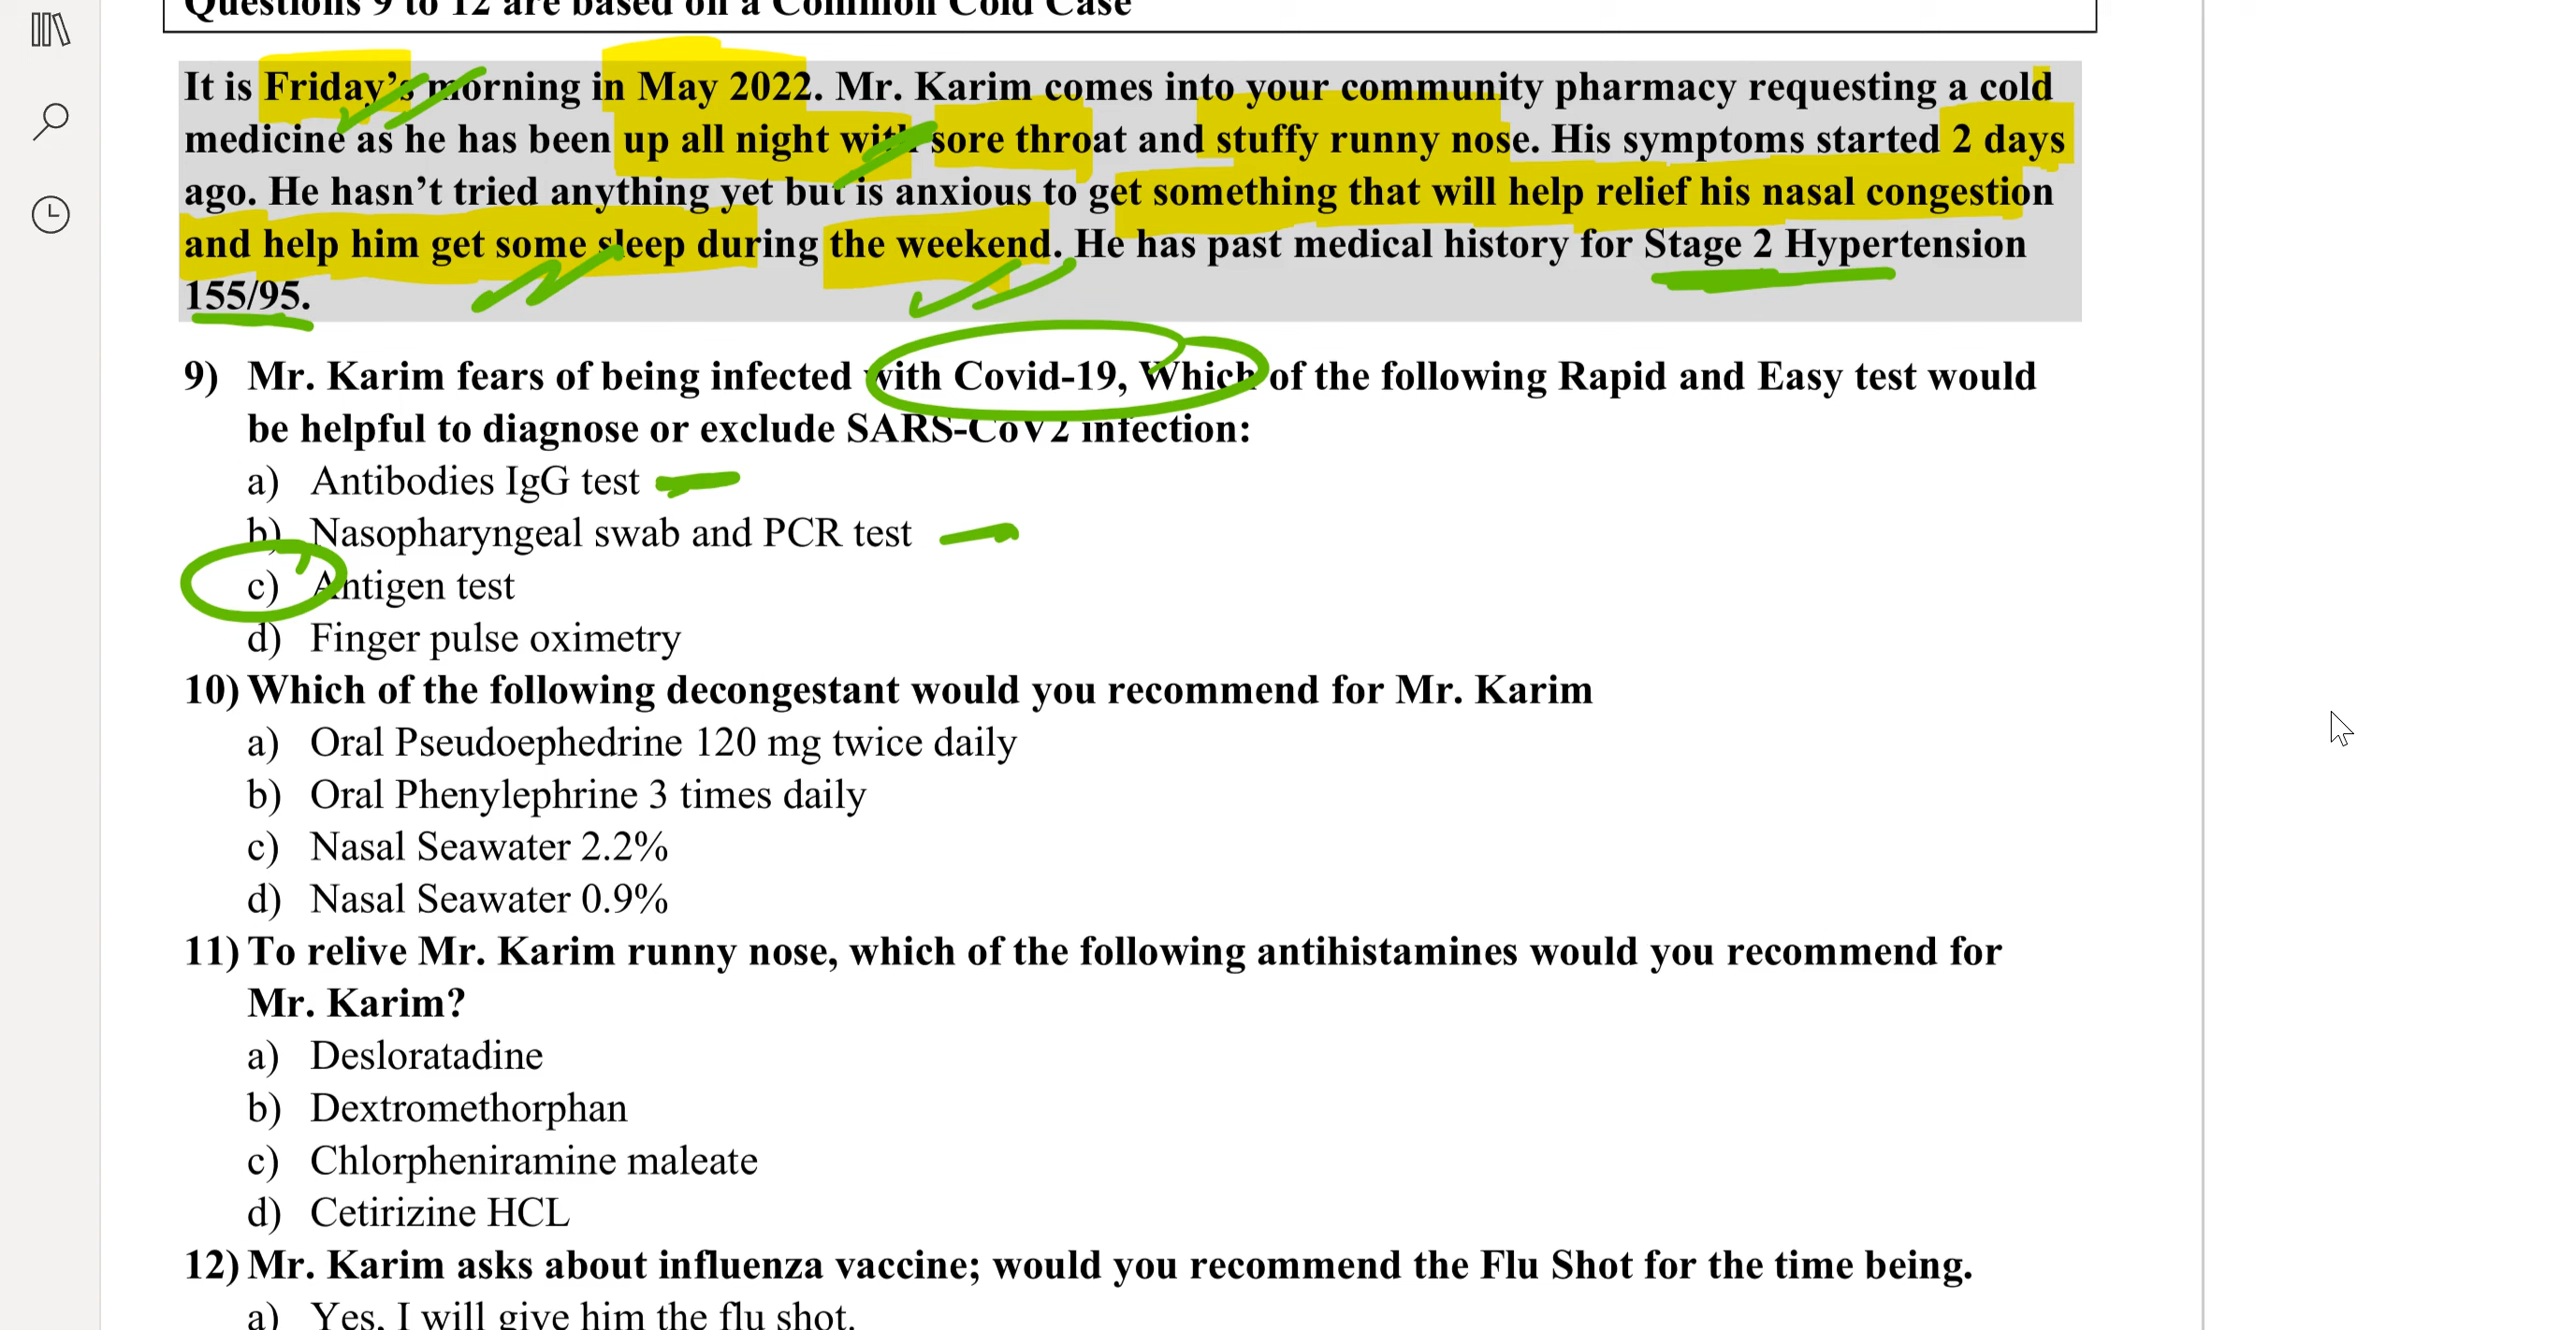 Questions 9 to 12 are based on a Common Cold Case
It is Friday's morning in May 2022. Mr. Karim comes into your community pharmacy requesting a cold
medicine as he has been up all night with sore throat and stuffy runny nose. His symptoms started 2 days
ago. He hasn't tried anything yet but is anxious to get something that will help relief his nasal congestion
and help him get some sleep during the weekend. He has past medical history for Stage 2 Hypertension
155/95.
9) Mr. Karim fears of being infected with Covid-19, Which of the following Rapid and Easy test would
be helpful to diagnose or exclude SARS-CoV2 infection:
a) Antibodies IgG test
b) Nasopharyngeal swab and PCR test
c) Antigen test
d) Finger pulse oximetry
10) Which of the following decongestant would you recommend for Mr. Karim
a) Oral Pseudoephedrine 120 mg twice daily
b) Oral Phenylephrine 3 times daily
c) Nasal Seawater 2.2%
d) Nasal Seawater 0.9%
11) To relive Mr. Karim runny nose, which of the following antihistamines would you recommend for
Mr. Karim?
a) Desloratadine
b) Dextromethorphan
c) Chlorpheniramine maleate
d) Cetirizine HCL
12) Mr. Karim asks about influenza vaccine; would you recommend the Flu Shot for the time being.
a) Yes, I will give him the flu shot.